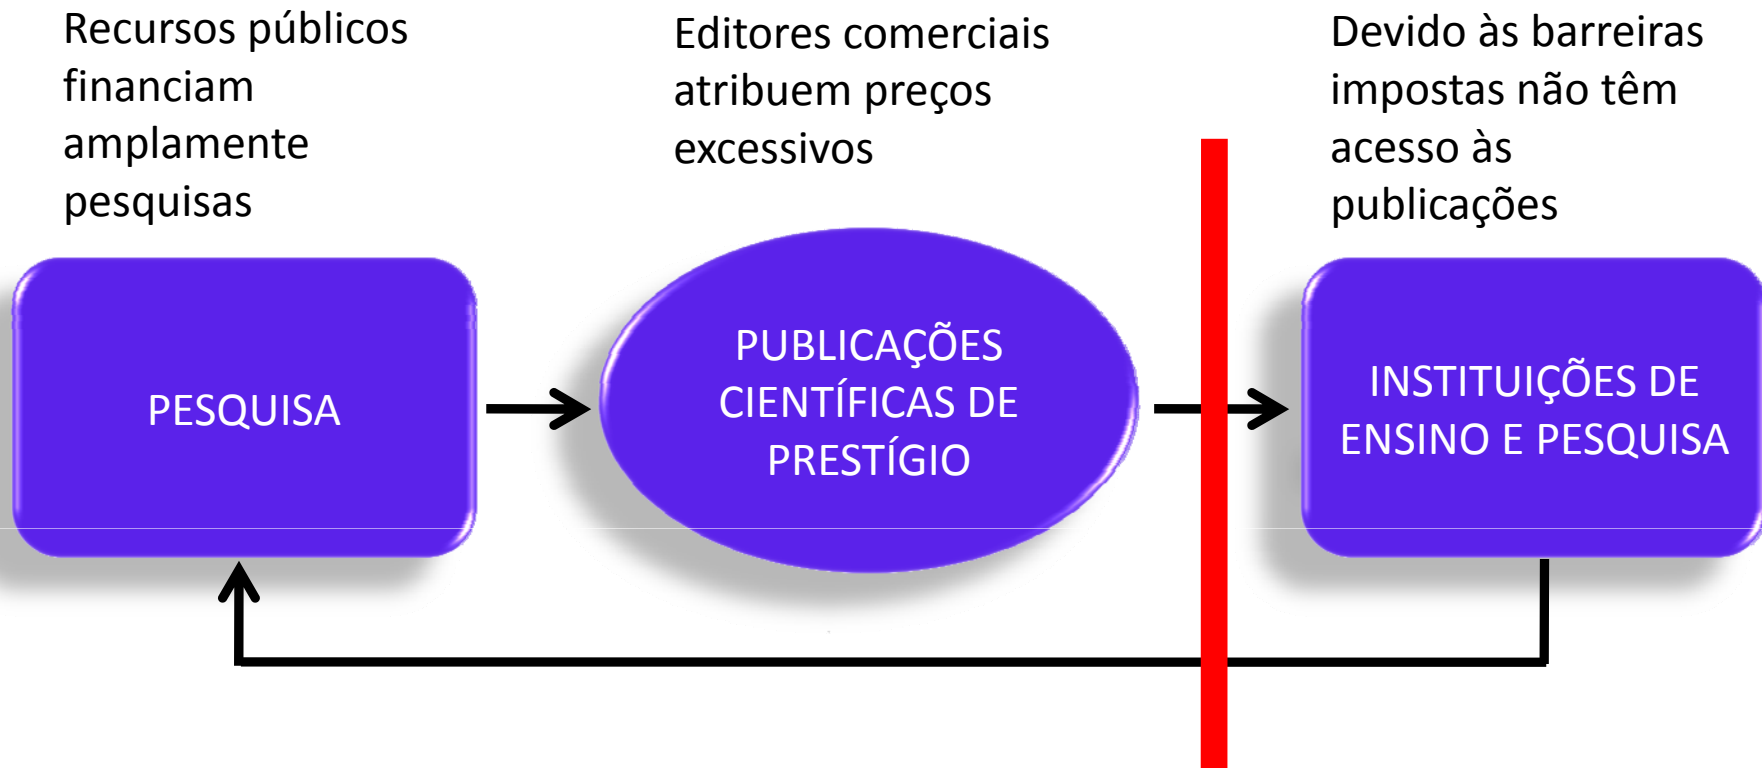 Recursos públicos
financiam
amplamente
pesquisas
Editores comerciais
atribuem preços
excessivos
Devido às barreiras
impostas não têm
acesso às
publicações
PESQUISA
PUBLICAÇÕES
CIENTÍFICAS DE
PRESTÍGIO
INSTITUIÇÕES DE
ENSINO E PESQUISA